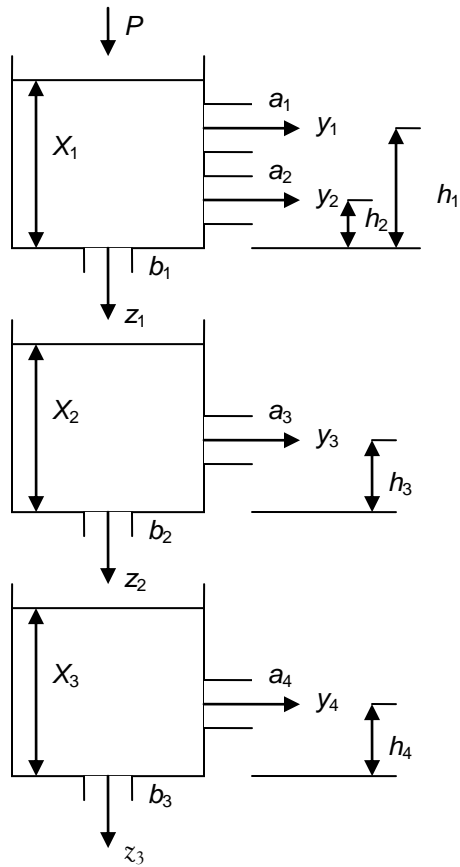 P
a₁
X₁
y₁
a₂
h₁
y₂
h₂
b₁
z₁
a₃
X₂
y₃
h₃
b₂
z₂
a₄
X₃
y₄
h₄
b₃
z₃